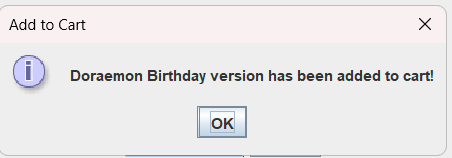 Add to Cart
Doraemon Birthday version has been added to cart!
OK